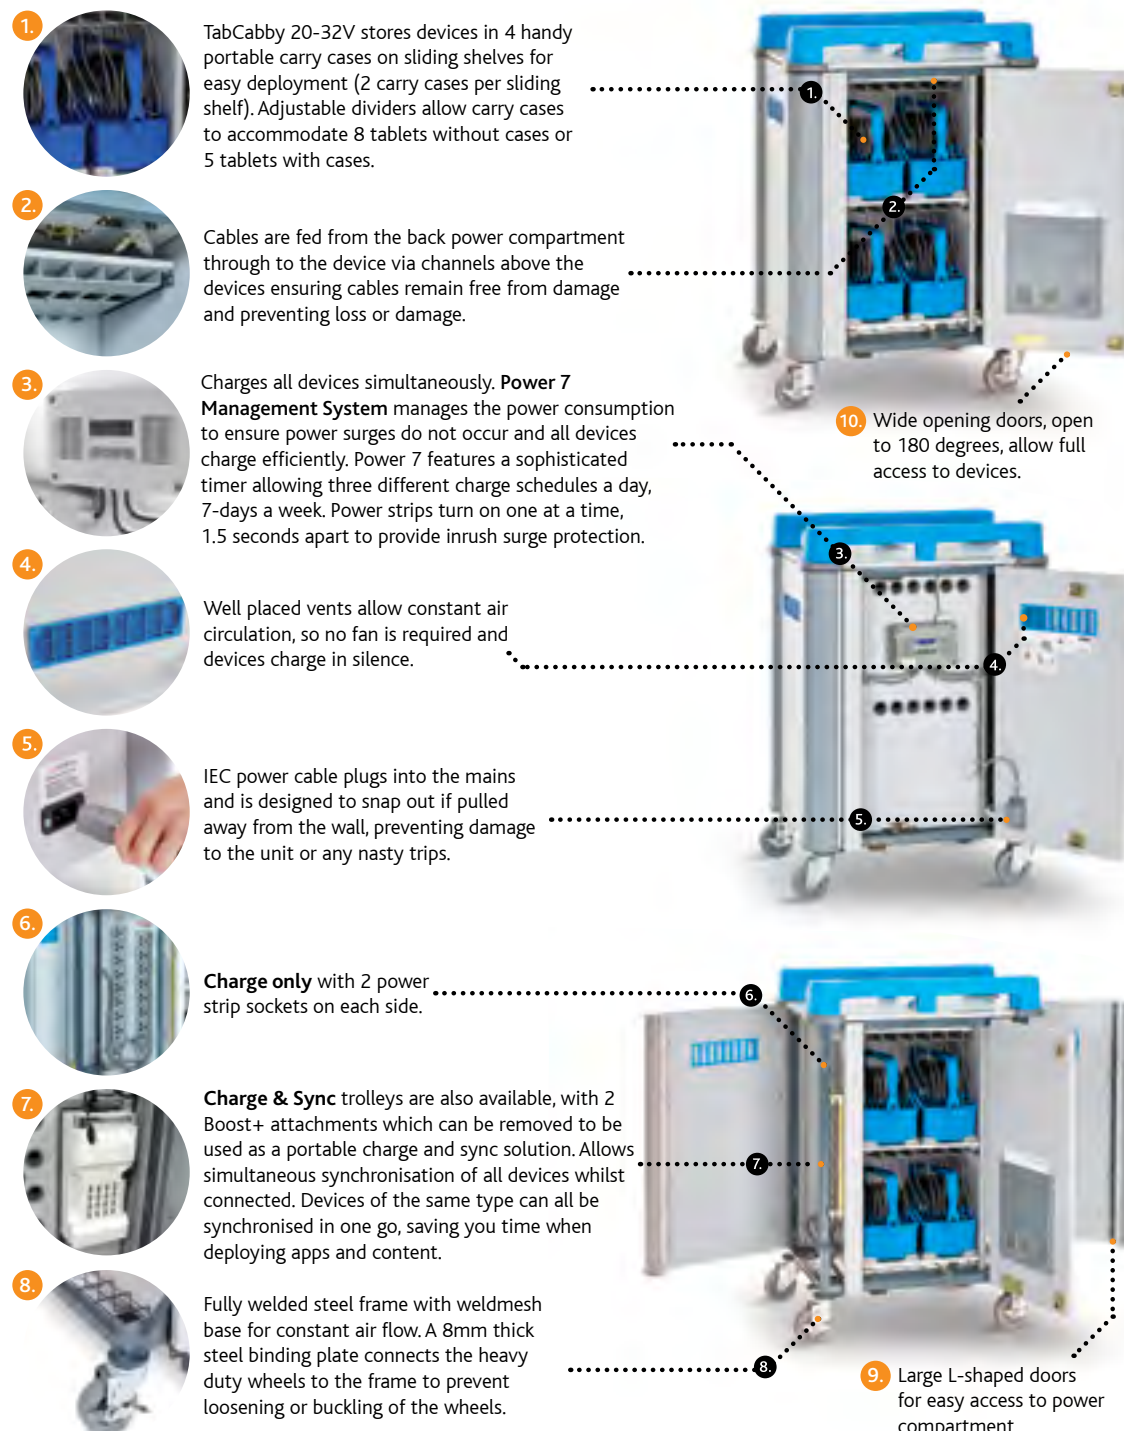 1.
TabCabby 20-32V stores devices in 4 handy
portable carry cases on sliding shelves for
easy deployment (2 carry cases per sliding
shelf). Adjustable dividers allow carry cases
to accommodate 8 tablets without cases or
5 tablets with cases.
1.
2.
Cables are fed from the back power compartment
through to the device via channels above the
devices ensuring cables remain free from damage
and preventing loss or damage.
2.
3.
Charges all devices simultaneously. Power 7
Management System manages the power consumption
to ensure power surges do not occur and all devices
charge efficiently. Power 7 features a sophisticated
timer allowing three different charge schedules a day,
7-days a week. Power strips turn on one at a time,
1.5 seconds apart to provide inrush surge protection.
10. Wide opening doors, open
to 180 degrees, allow full
access to devices.
3.
4.
Well placed vents allow constant air
circulation, so no fan is required and
devices charge in silence.
4.
5.
IEC power cable plugs into the mains
and is designed to snap out if pulled
away from the wall, preventing damage
to the unit or any nasty trips.
5.
6.
Charge only with 2 power
strip sockets on each side.
6.
7.
Charge & Sync trolleys are also available, with 2
Boost+ attachments which can be removed to be
used as a portable charge and sync solution. Allows
simultaneous synchronisation of all devices whilst
connected. Devices of the same type can all be
synchronised in one go, saving you time when
deploying apps and content.
7.
8.
Fully welded steel frame with weldmesh
base for constant air flow. A 8mm thick
steel binding plate connects the heavy
duty wheels to the frame to prevent
loosening or buckling of the wheels.
8.
9. Large L-shaped doors
for easy access to power
compartment